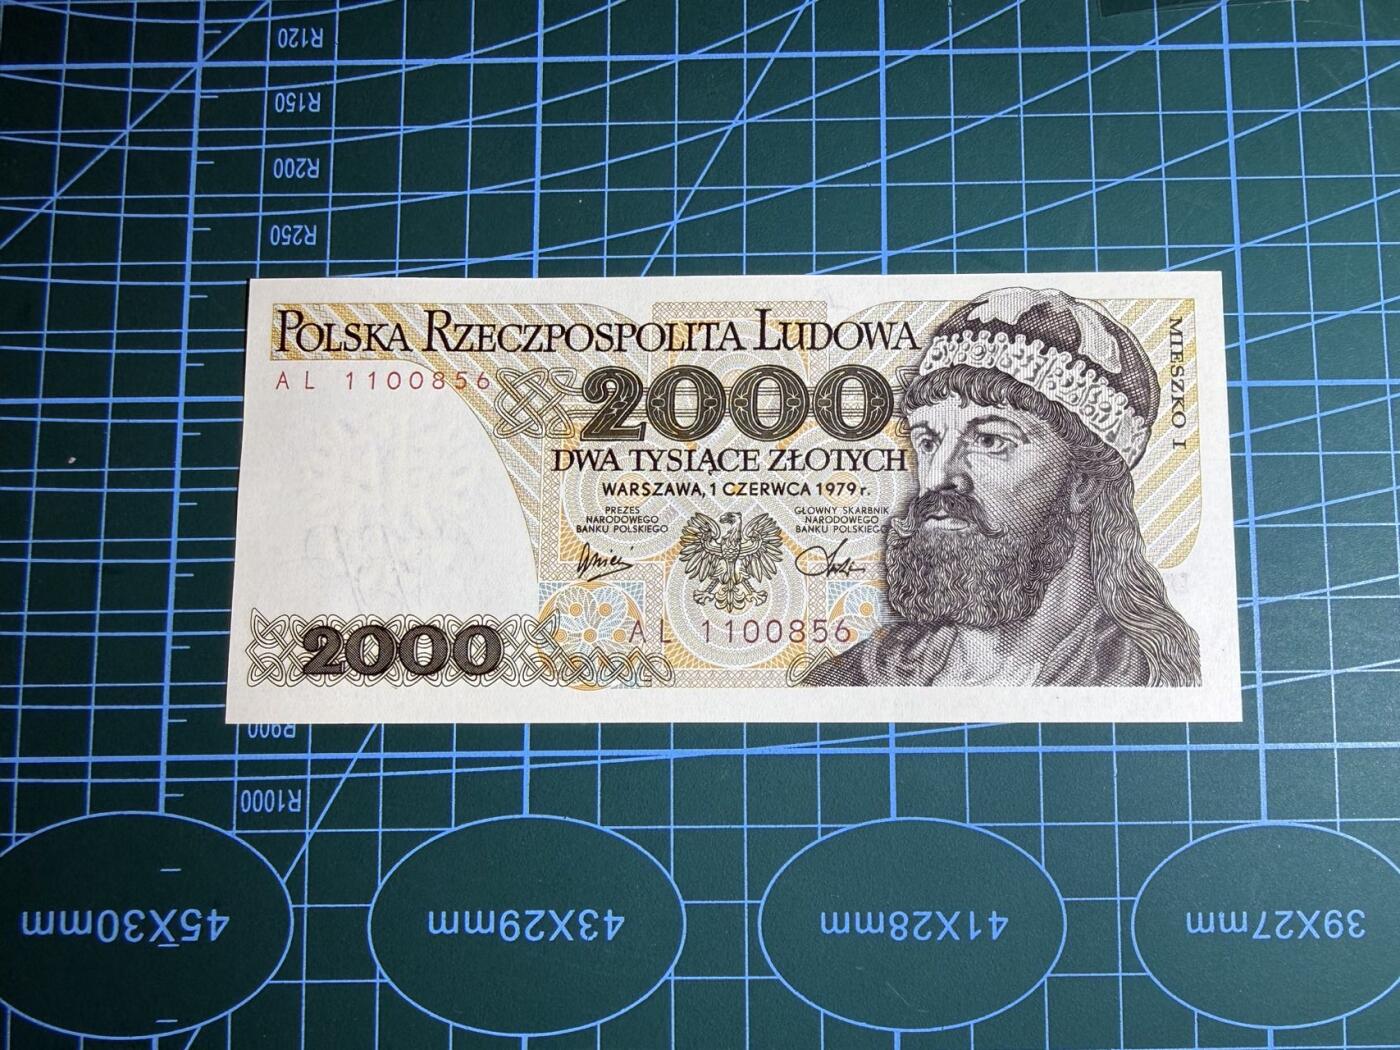 R120
R150
R200
R250
POLSKA RZECZPOSPOLITA LUDOWA
AL 1100856
2000
DWA TYSIĄCE ZŁOTYCH
WARSZAWA, 1 CZERWCA 1979 r.
PREZES
NARODOWEGO
BANKU POLSKIEGO
GŁÓWNY SKARBNIK
NARODOWEGO
BANKU POLSKIEGO
MIESZKO I
AL 1100856
2000
R900
R1000
45X30mm
43X29mm
41X28mm
39X27mm